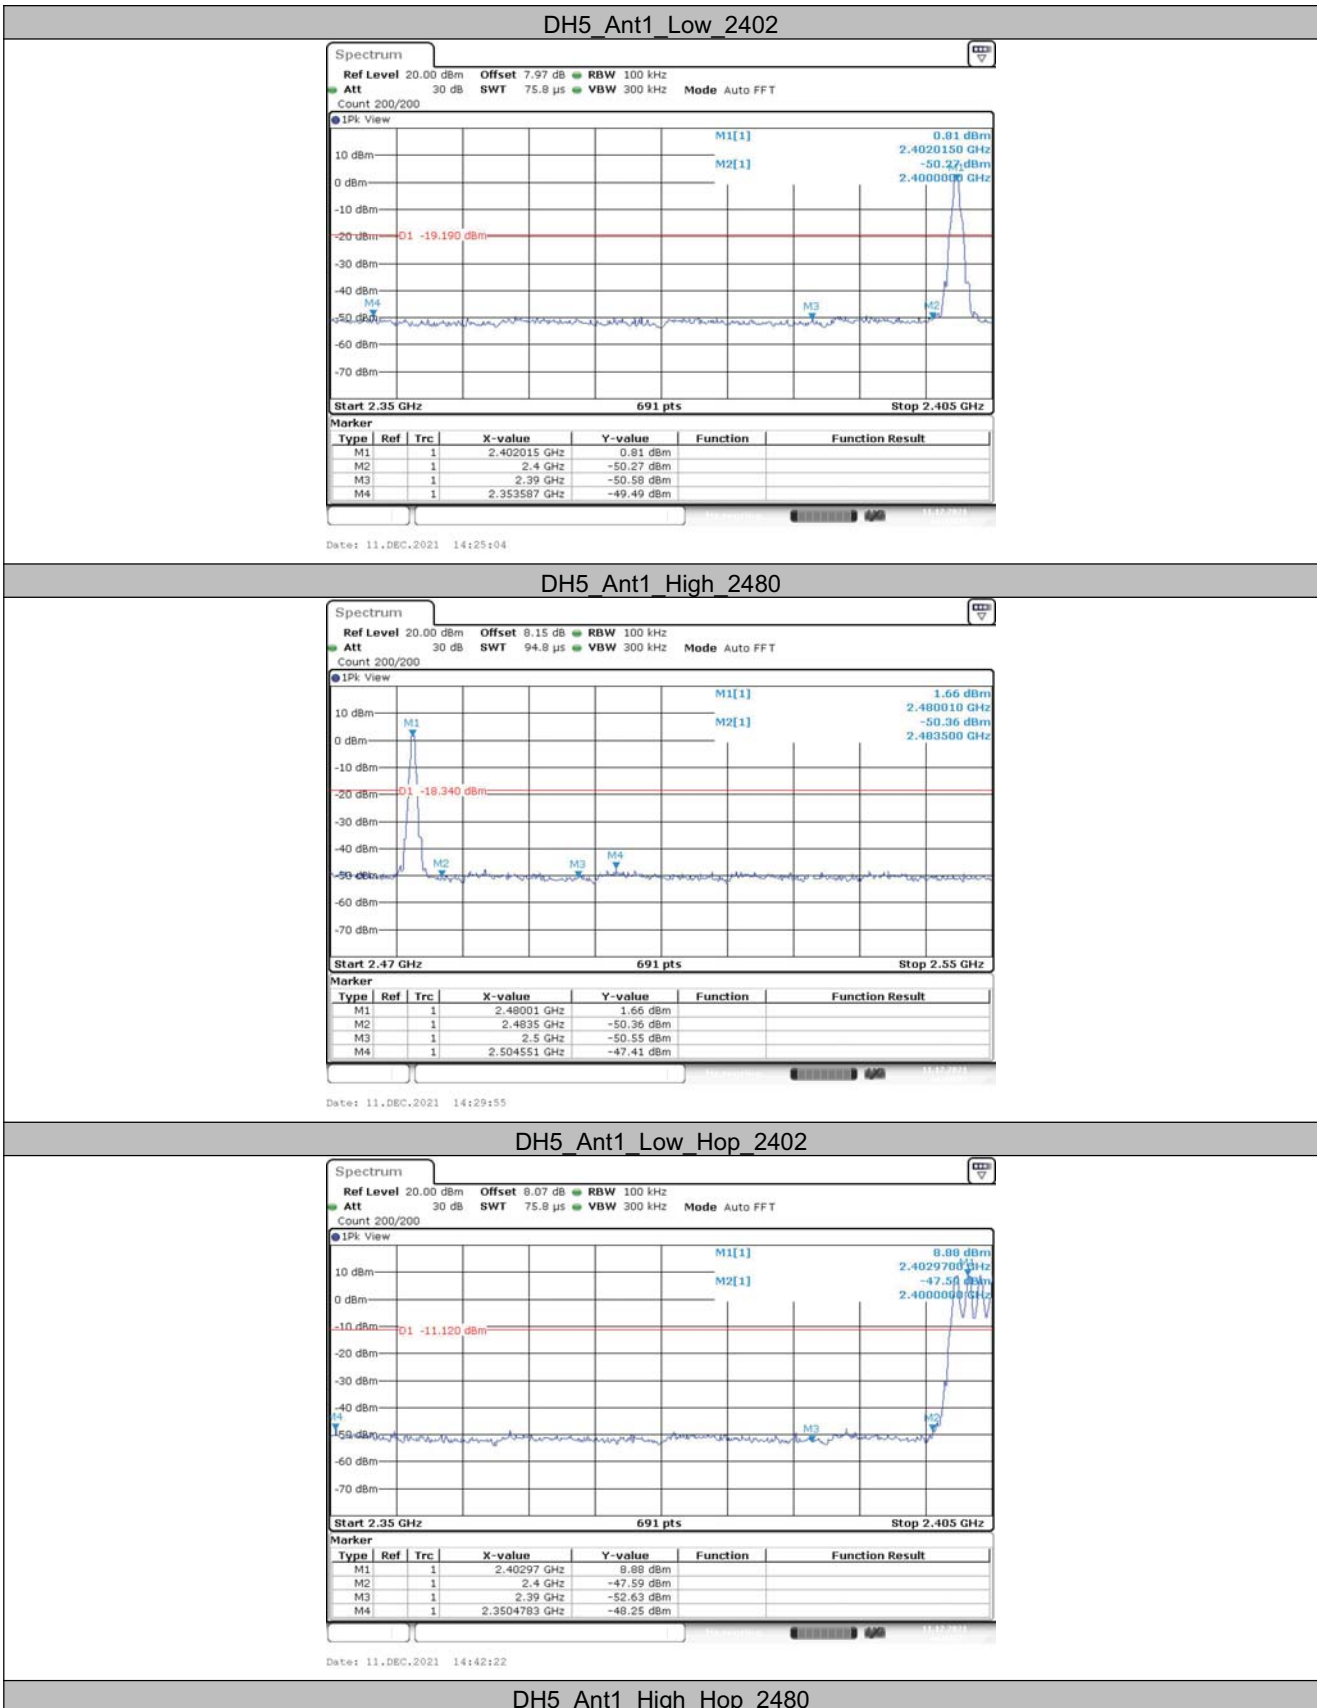 DH5_Ant1_Low_2402
Spectrum
Ref Level 20.00 dBm Offset 7.97 dB RBW 100 kHz
Att 30 dB SWT 75.8 µs VBW 300 kHz Mode Auto FFT
Count 200/200
1Pk View
M1[1] 0.81 dBm
2.4020150 GHz
M2[1] -50.27 dBm
2.4000000 GHz
M1
10 dBm
0 dBm
-10 dBm
-20 dBm
D1 -19.190 dBm
-30 dBm
-40 dBm
M4 M3 M2
-50 dBm
-60 dBm
-70 dBm
Start 2.35 GHz 691 pts Stop 2.405 GHz
Marker
Type Ref Trc X-value Y-value Function Function Result
M1 1 2.402015 GHz 0.81 dBm
M2 1 2.4 GHz -50.27 dBm
M3 1 2.39 GHz -50.58 dBm
M4 1 2.353587 GHz -49.49 dBm
Date: 11.DEC.2021 14:25:04
DH5_Ant1_High_2480
Spectrum
Ref Level 20.00 dBm Offset 8.15 dB RBW 100 kHz
Att 30 dB SWT 94.8 µs VBW 300 kHz Mode Auto FFT
Count 200/200
1Pk View
M1[1] 1.66 dBm
2.480010 GHz
M2[1] -50.36 dBm
2.483500 GHz
10 dBm
M1
0 dBm
-10 dBm
-20 dBm
D1 -18.340 dBm
-30 dBm
-40 dBm
M2 M3 M4
-50 dBm
-60 dBm
-70 dBm
Start 2.47 GHz 691 pts Stop 2.55 GHz
Marker
Type Ref Trc X-value Y-value Function Function Result
M1 1 2.48001 GHz 1.66 dBm
M2 1 2.4835 GHz -50.36 dBm
M3 1 2.5 GHz -50.55 dBm
M4 1 2.504551 GHz -47.41 dBm
Date: 11.DEC.2021 14:29:55
DH5_Ant1_Low_Hop_2402
Spectrum
Ref Level 20.00 dBm Offset 8.07 dB RBW 100 kHz
Att 30 dB SWT 75.8 µs VBW 300 kHz Mode Auto FFT
Count 200/200
1Pk View
M1[1] 8.88 dBm
2.4029700 GHz
M2[1] -47.59 dBm
2.4000000 GHz
M1
10 dBm
0 dBm
-10 dBm
D1 -11.120 dBm
-20 dBm
-30 dBm
-40 dBm
M4 M3 M2
-50 dBm
-60 dBm
-70 dBm
Start 2.35 GHz 691 pts Stop 2.405 GHz
Marker
Type Ref Trc X-value Y-value Function Function Result
M1 1 2.40297 GHz 8.88 dBm
M2 1 2.4 GHz -47.59 dBm
M3 1 2.39 GHz -52.63 dBm
M4 1 2.3504783 GHz -48.25 dBm
Date: 11.DEC.2021 14:42:22
DH5_Ant1_High_Hop_2480